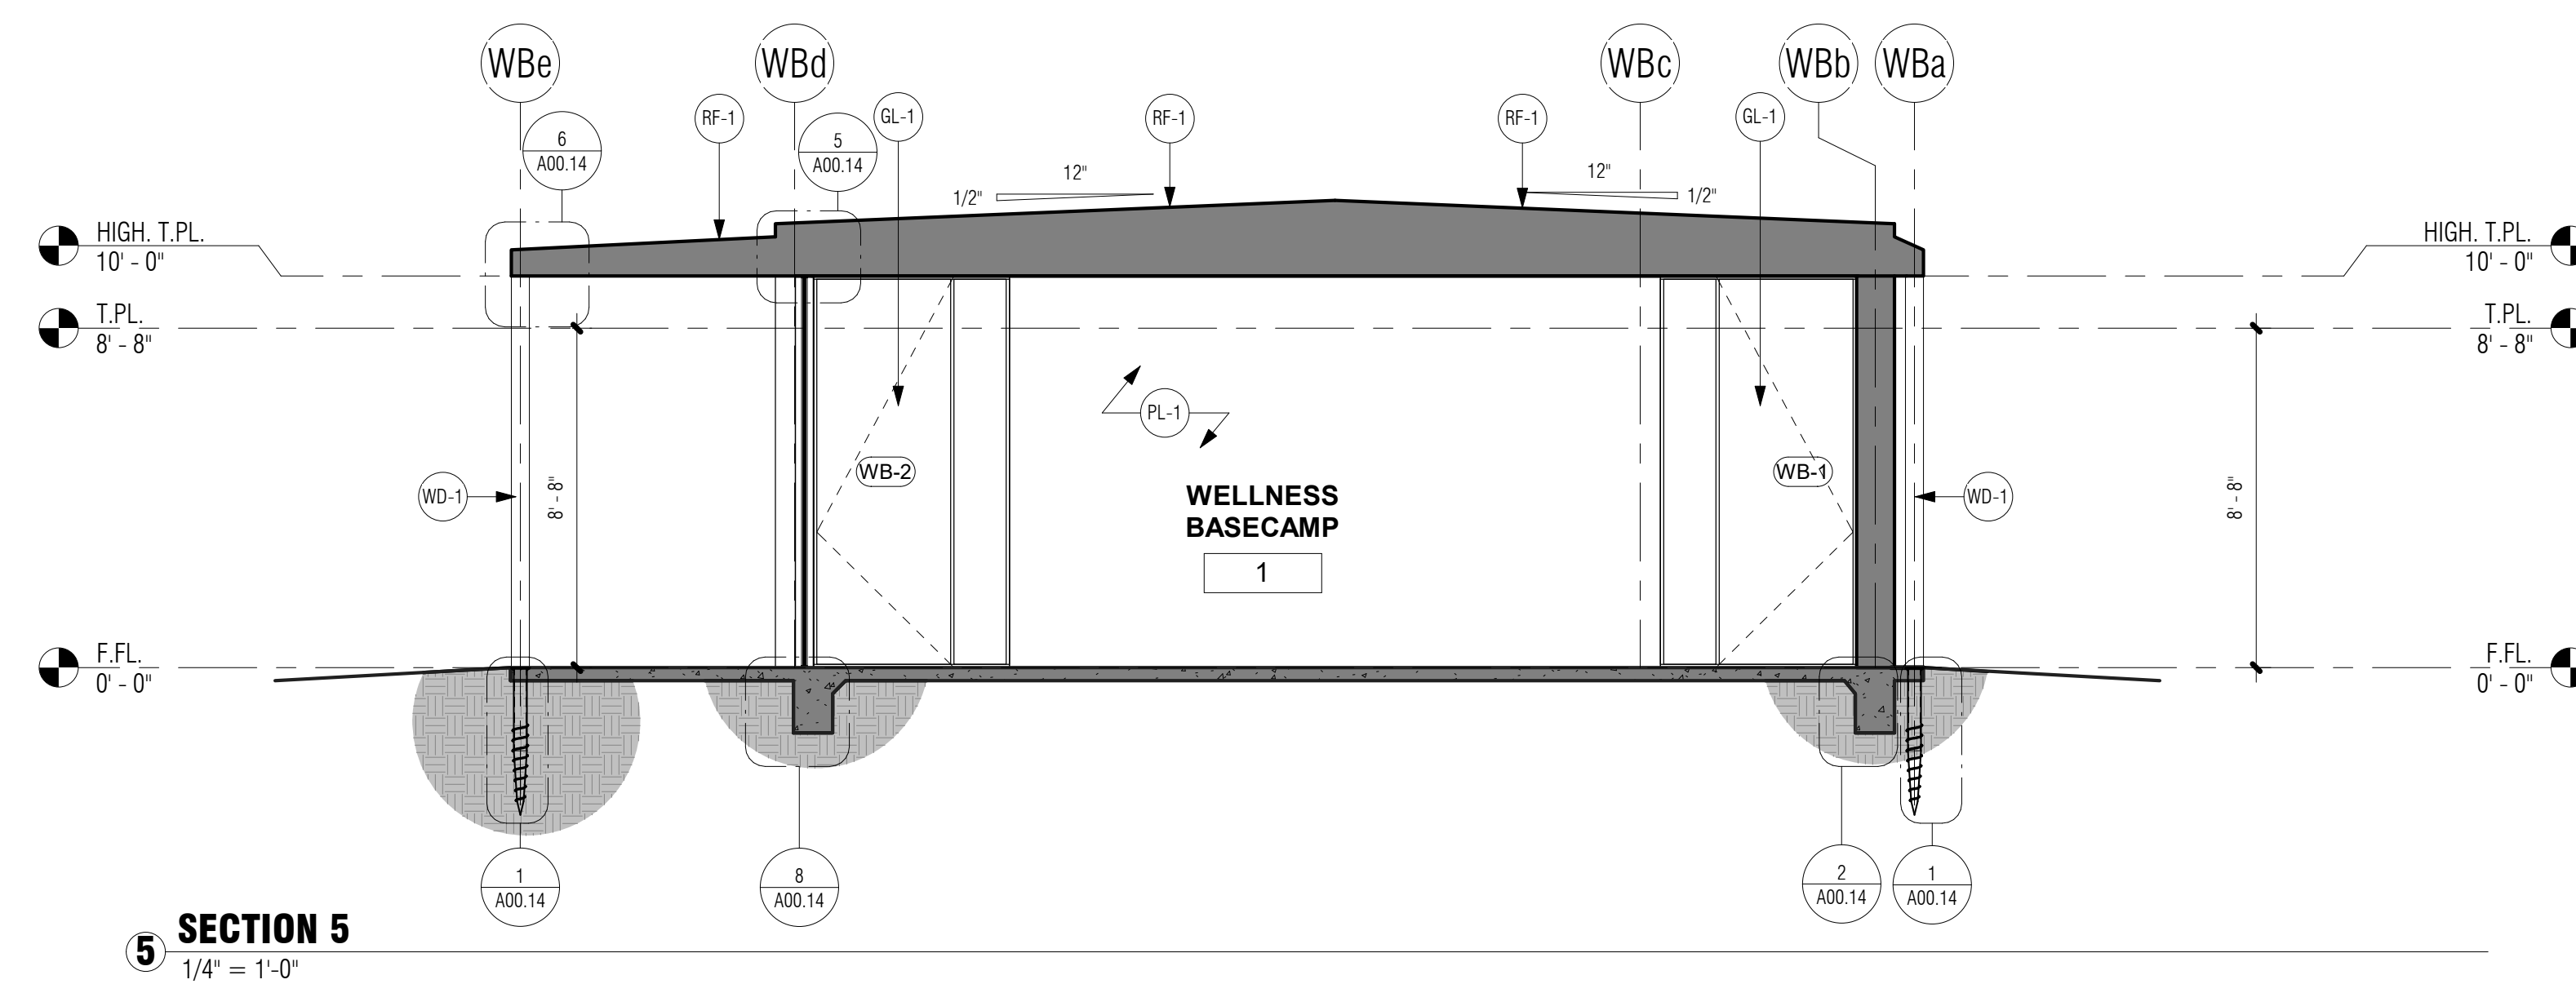 WBe
WBd
WBc
WBb
WBa
6
A00.14
RF-1
5
A00.14
GL-1
RF-1
RF-1
GL-1
12"
1/2"
12"
1/2"
HIGH. T.PL.
10' - 0"
HIGH. T.PL.
10' - 0"
T.PL.
8' - 8"
T.PL.
8' - 8"
PL-1
WB-2
WB-1
WD-1
8' - 8"
WELLNESS
BASECAMP
1
WD-1
8' - 8"
F.FL.
0' - 0"
F.FL.
0' - 0"
1
A00.14
8
A00.14
2
A00.14
1
A00.14
5
SECTION 5
1/4" = 1'-0"